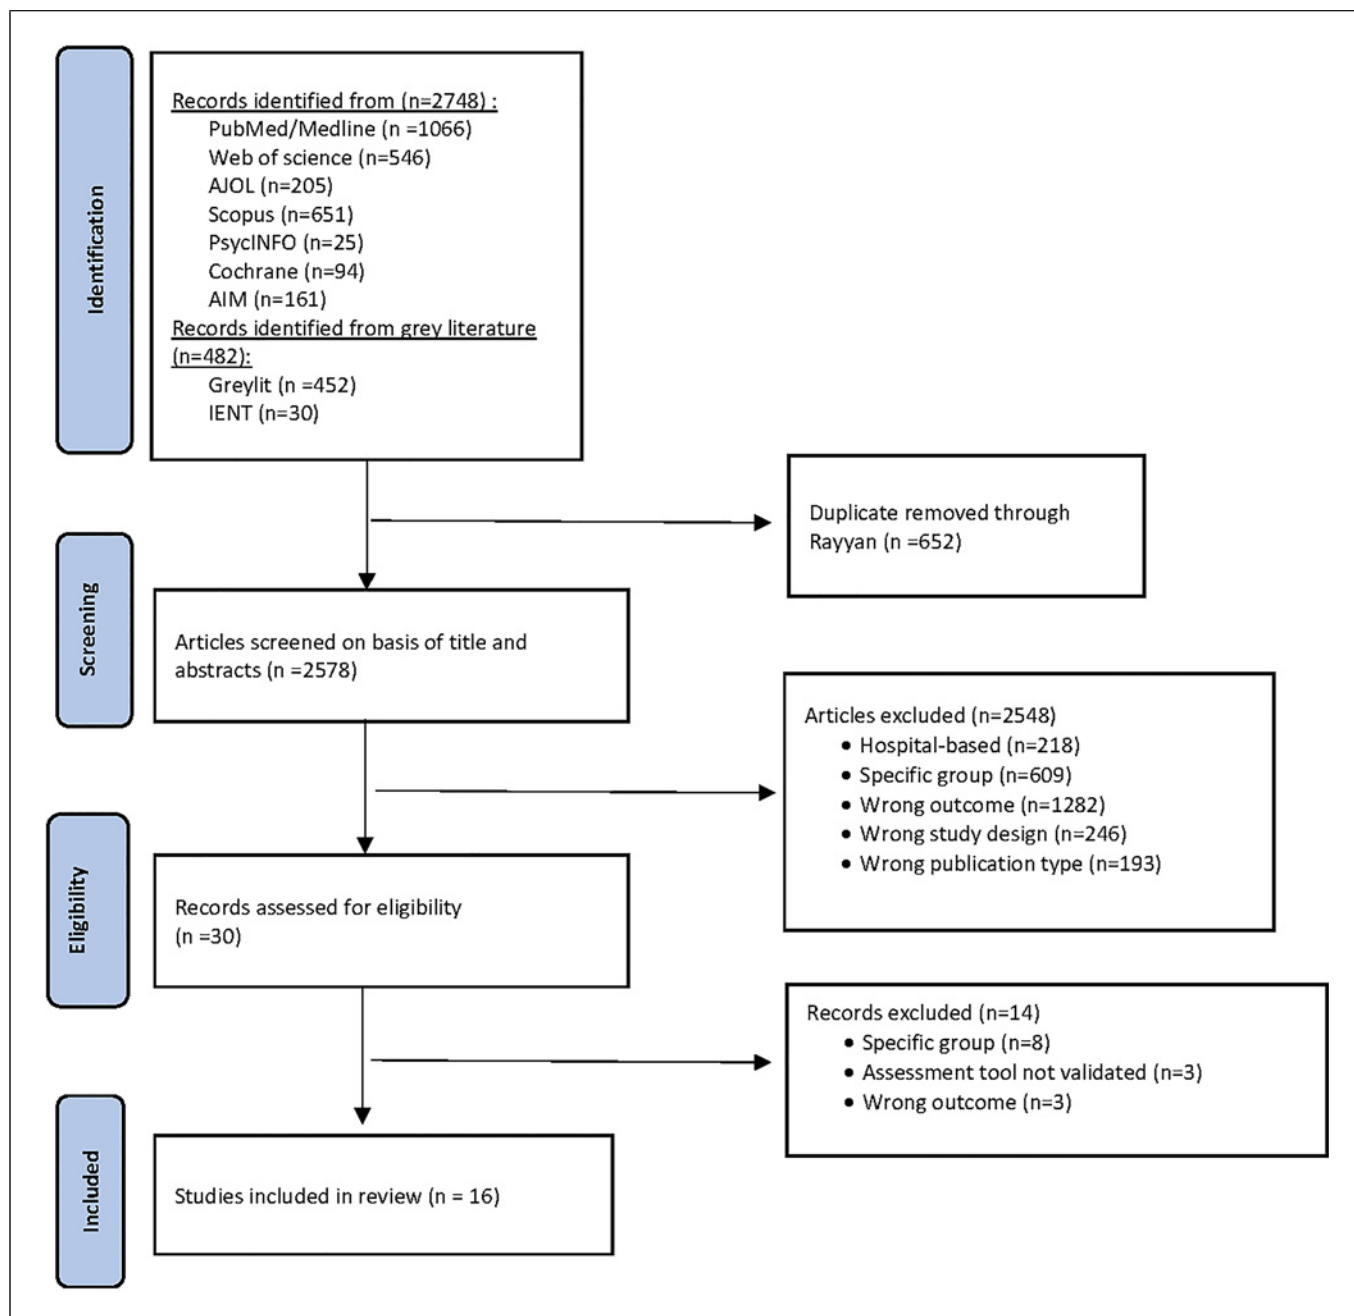 Identification
Records identified from (n=2748) :
PubMed/Medline (n =1066)
Web of science (n=546)
AJOL (n=205)
Scopus (n=651)
PsycINFO (n=25)
Cochrane (n=94)
AIM (n=161)
Records identified from grey literature
(n=482):
Greylit (n =452)
IENT (n=30)
Duplicate removed through
Rayyan (n =652)
Screening
Articles screened on basis of title and
abstracts (n =2578)
Articles excluded (n=2548)
• Hospital-based (n=218)
• Specific group (n=609)
• Wrong outcome (n=1282)
• Wrong study design (n=246)
• Wrong publication type (n=193)
Eligibility
Records assessed for eligibility
(n =30)
Records excluded (n=14)
• Specific group (n=8)
• Assessment tool not validated (n=3)
• Wrong outcome (n=3)
Included
Studies included in review (n = 16)